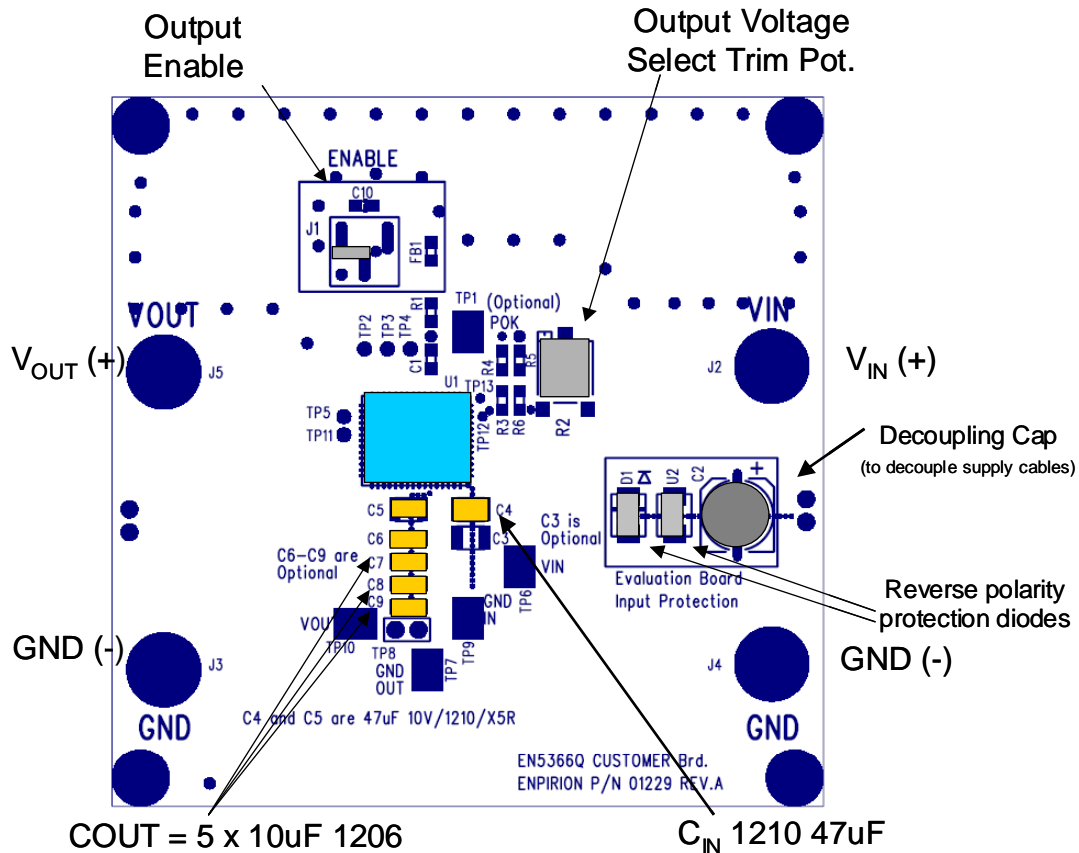 Output
Enable
Output Voltage
Select Trim Pot.
ENABLE
C10
J1
FB1
R1
TP1
(Optional)
POK
TP2
TP3
TP4
C1
R4
R5
VOUT
VIN
V_OUT (+)
J5
J2
V_IN (+)
U1
TP13
TP12
R3
R6
R2
TP5
TP11
Decoupling Cap
(to decouple supply cables)
D1
U2
C2
+
C5
C4
C6
C3
C3 is
Optional
C7
C6-C9 are
Optional
C8
C9
VIN
TP6
Evaluation Board
Input Protection
Reverse polarity
protection diodes
VOUT
TP10
TP8
GND
IN
TP9
GND
OUT
TP7
GND (-)
J3
J4
GND (-)
C4 and C5 are 47uF 10V/1210/X5R
GND
GND
EN5366Q CUSTOMER Brd.
ENPIRION P/N 01229 REV.A
COUT = 5 x 10uF 1206
C_IN 1210 47uF